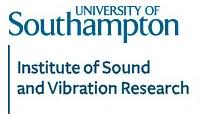 UNIVERSITY OF
Southampton
Institute of Sound
and Vibration Research